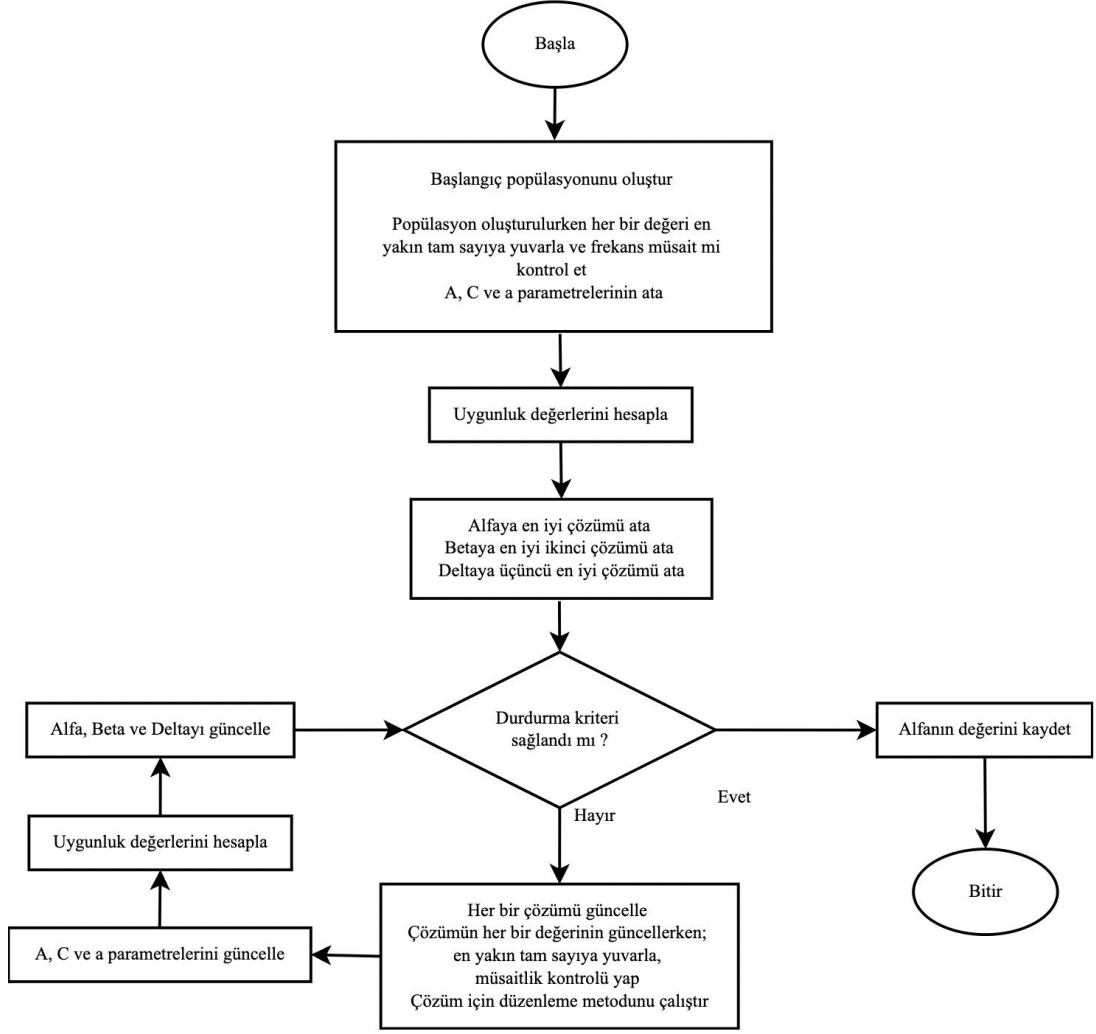 Başla
Başlangıç popülasyonunu oluştur
Popülasyon oluşturulurken her bir değeri en
yakın tam sayıya yuvarla ve frekans müsait mi
kontrol et
A, C ve a parametrelerinin ata
Uygunluk değerlerini hesapla
Alfaya en iyi çözümü ata
Betaya en iyi ikinci çözümü ata
Deltaya üçüncü en iyi çözümü ata
Durdurma kriteri
sağlandı mı ?
Evet
Alfanın değerini kaydet
Bitir
Hayır
Her bir çözümü güncelle
Çözümün her bir değerinin güncellerken;
en yakın tam sayıya yuvarla,
müsaitlik kontrolü yap
Çözüm için düzenleme metodunu çalıştır
A, C ve a parametrelerini güncelle
Uygunluk değerlerini hesapla
Alfa, Beta ve Deltayı güncelle